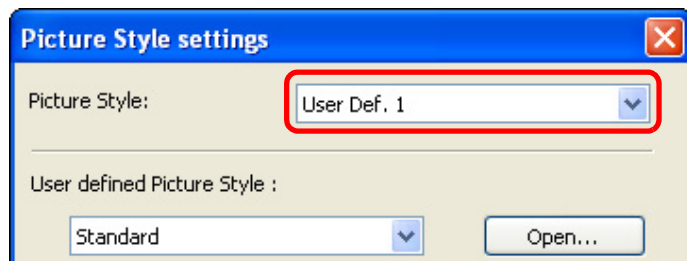 Picture Style settings
Picture Style: User Def. 1
User defined Picture Style :
Standard Open...